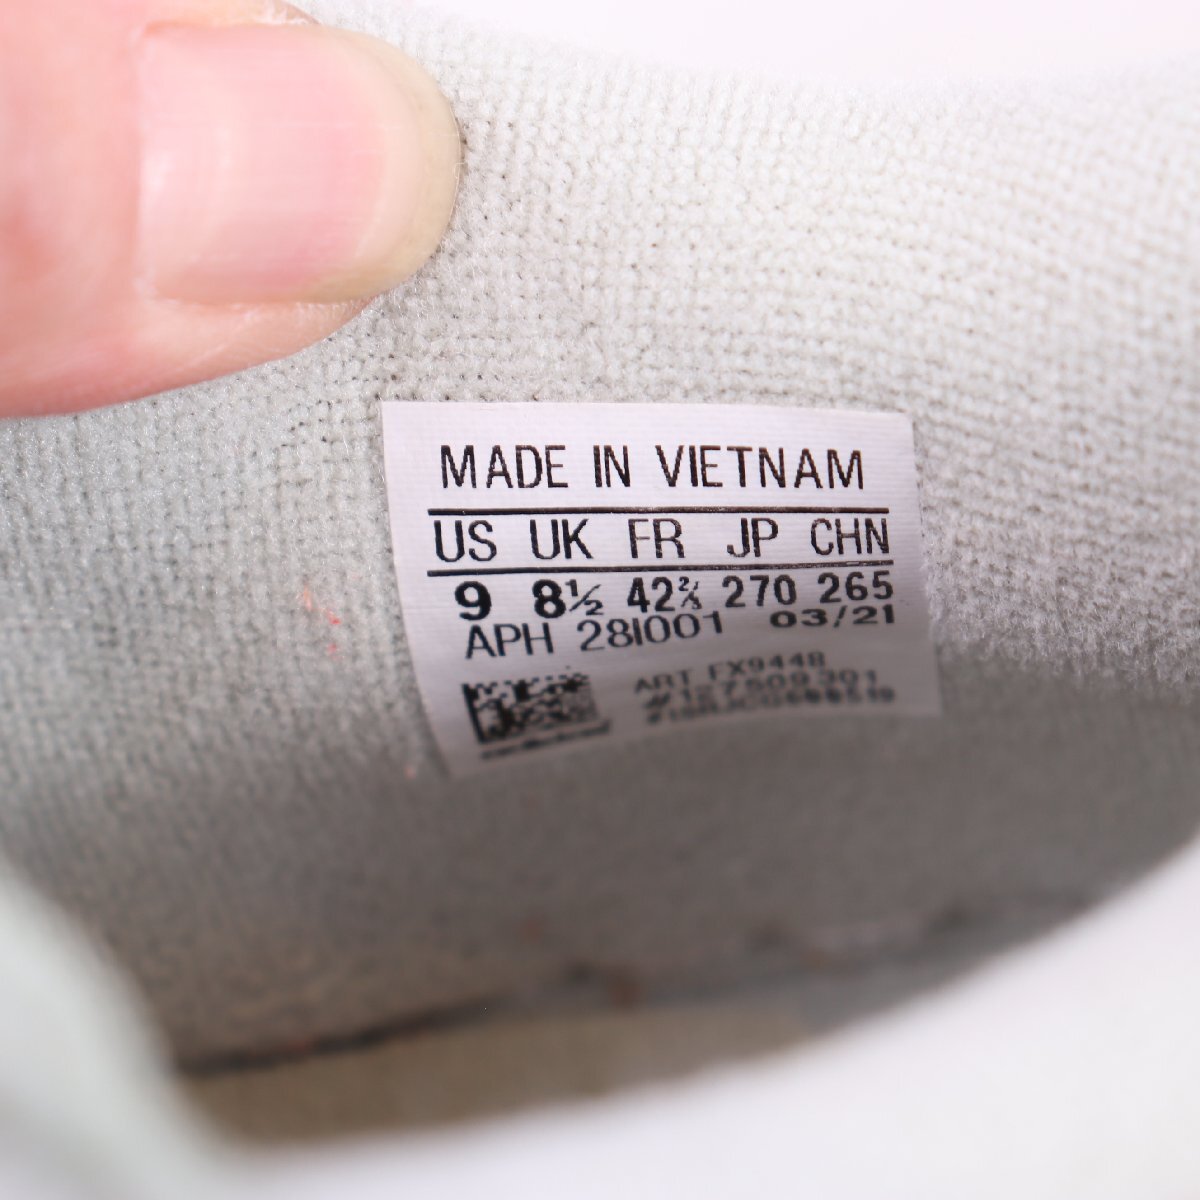 MADE IN VIETNAM
US UK FR JP CHN
9 8½ 42⅔ 270 265
APH 281001 03/21
ART FX9448
#127509301